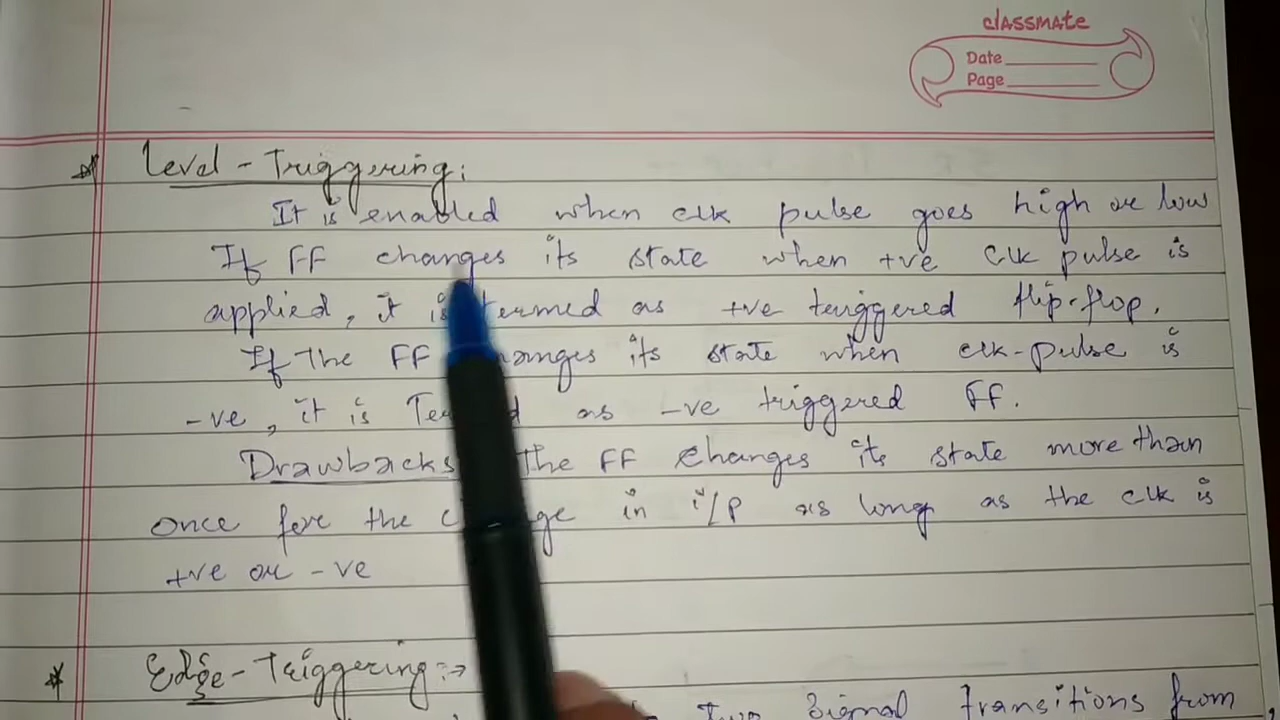 classmate
Date
Page
Level - Triggering:
It is enabled when clk pulse goes high or low
If FF changes its state when +ve clk pulse is
applied, it is termed as +ve triggered flip-flop.
If the FF changes its state when clk-pulse is
-ve, it is as -ve triggered FF.
Drawbacks the FF changes its state more than
once for the in i/p as long as the clk is
+ve or -ve
Edge - Triggering :->
Two signal transitions from